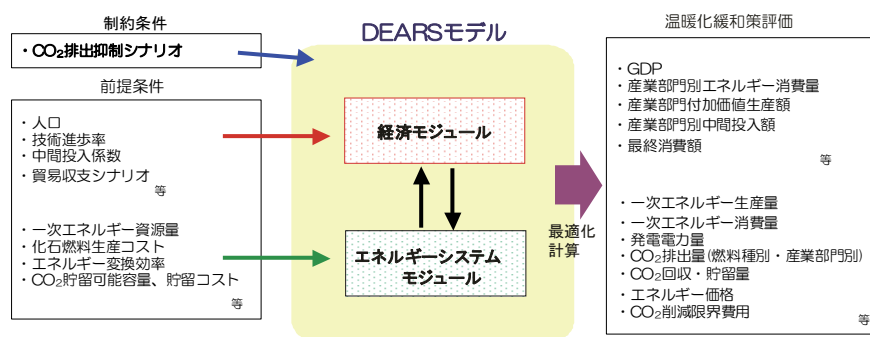 制約条件
・CO₂排出抑制シナリオ
前提条件
・人口
・技術進歩率
・中間投入係数
・貿易収支シナリオ
等
・一次エネルギー資源量
・化石燃料生産コスト
・エネルギー変換効率
・CO₂貯留可能容量、貯留コスト
等
DEARSモデル
経済モジュール
エネルギーシステム
モジュール
最適化
計算
温暖化緩和策評価
・GDP
・産業部門別エネルギー消費量
・産業部門付加価値生産額
・産業部門別中間投入額
・最終消費額
等
・一次エネルギー生産量
・一次エネルギー消費量
・発電電力量
・CO₂排出量(燃料種別・産業部門別)
・CO₂回収・貯留量
・エネルギー価格
・CO₂削減限界費用
等